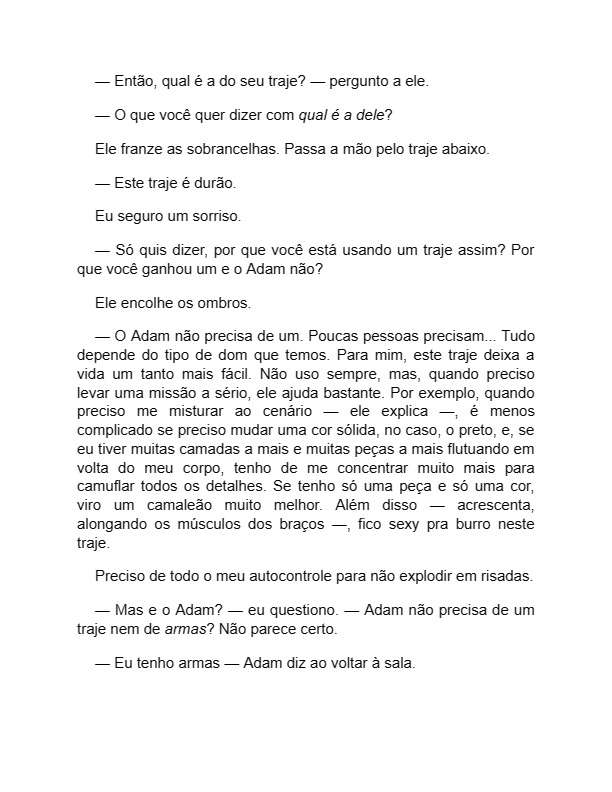 — Então, qual é a do seu traje? — pergunto a ele.
— O que você quer dizer com qual é a dele?
Ele franze as sobrancelhas. Passa a mão pelo traje abaixo.
— Este traje é durão.
Eu seguro um sorriso.
— Só quis dizer, por que você está usando um traje assim? Por
que você ganhou um e o Adam não?
Ele encolhe os ombros.
— O Adam não precisa de um. Poucas pessoas precisam... Tudo
depende do tipo de dom que temos. Para mim, este traje deixa a
vida um tanto mais fácil. Não uso sempre, mas, quando preciso
levar uma missão a sério, ele ajuda bastante. Por exemplo, quando
preciso me misturar ao cenário — ele explica —, é menos
complicado se preciso mudar uma cor sólida, no caso, o preto, e, se
eu tiver muitas camadas a mais e muitas peças a mais flutuando em
volta do meu corpo, tenho de me concentrar muito mais para
camuflar todos os detalhes. Se tenho só uma peça e só uma cor,
viro um camaleão muito melhor. Além disso — acrescenta,
alongando os músculos dos braços —, fico sexy pra burro neste
traje.
Preciso de todo o meu autocontrole para não explodir em risadas.
— Mas e o Adam? — eu questiono. — Adam não precisa de um
traje nem de armas? Não parece certo.
— Eu tenho armas — Adam diz ao voltar à sala.